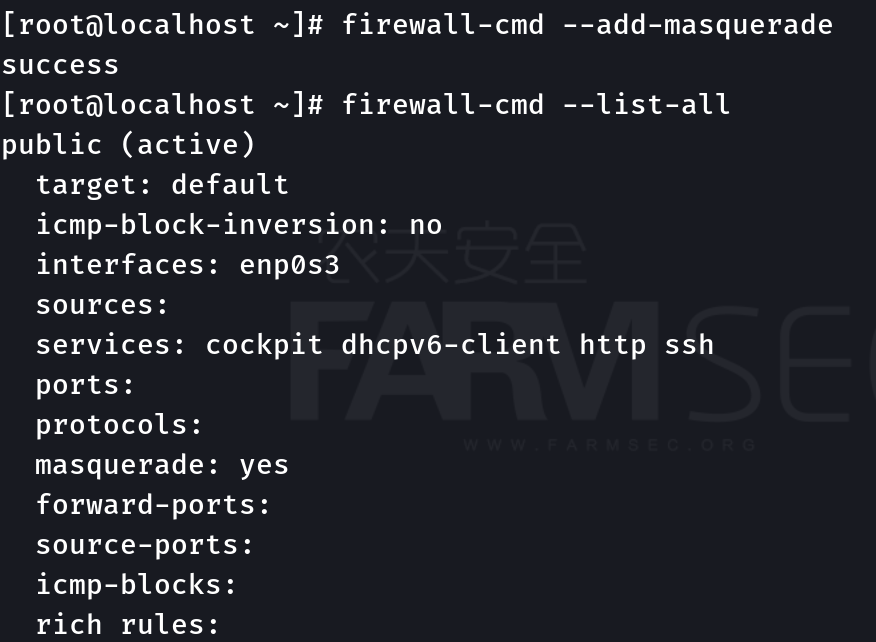 [root@localhost ~]# firewall-cmd --add-masquerade
success
[root@localhost ~]# firewall-cmd --list-all
public (active)
  target: default
  icmp-block-inversion: no
  interfaces: enp0s3
  sources:
  services: cockpit dhcpv6-client http ssh
  ports:
  protocols:
  masquerade: yes
  forward-ports:
  source-ports:
  icmp-blocks:
  rich rules:
农夫安全
FARMSEC
WWW.FARMSEC.ORG